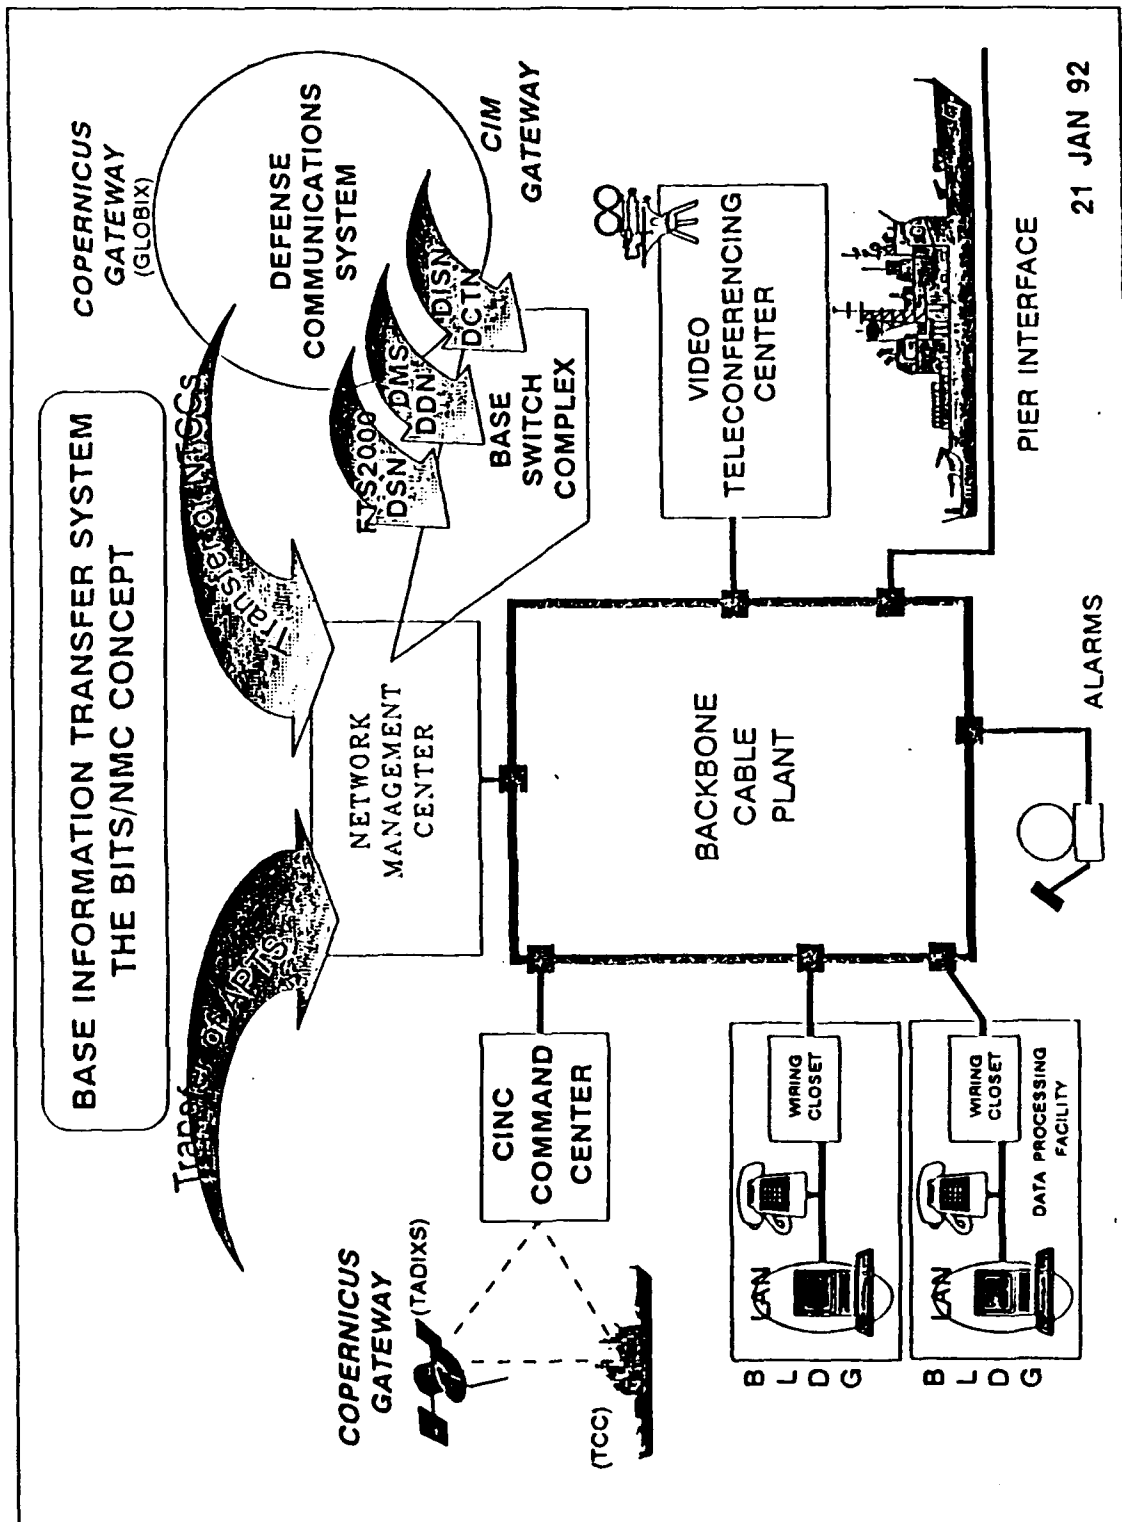 BASE INFORMATION TRANSFER SYSTEM
THE BITS/NMC CONCEPT
Transfer of APTS
Transfer of NTCCs
COPERNICUS
GATEWAY
(GLOBIX)
DEFENSE
COMMUNICATIONS
SYSTEM
CIM
GATEWAY
FTS2000
DSN
DMS
DDN
DISN
DCTN
BASE
SWITCH
COMPLEX
NETWORK
MANAGEMENT
CENTER
COPERNICUS
GATEWAY
(TADIXS)
(TCC)
CINC
COMMAND
CENTER
BACKBONE
CABLE
PLANT
VIDEO
TELECONFERENCING
CENTER
B
L
D
G
LAN
WIRING
CLOSET
B
L
D
G
LAN
WIRING
CLOSET
DATA PROCESSING
FACILITY
ALARMS
PIER INTERFACE
21 JAN 92